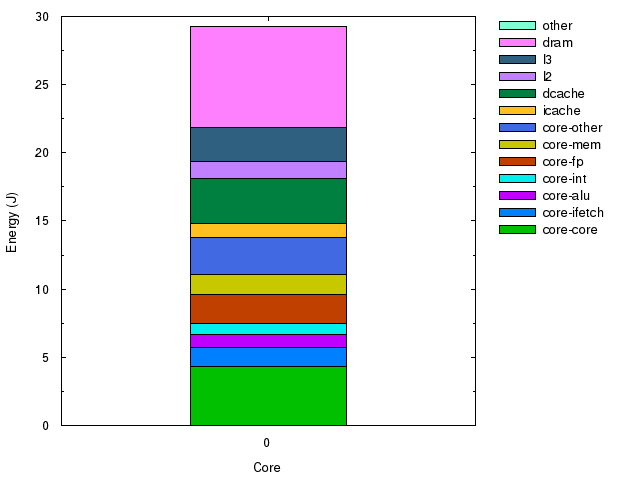 30
25
20
15
10
5
0
Energy (J)
0
Core
other
dram
l3
l2
dcache
icache
core-other
core-mem
core-fp
core-int
core-alu
core-ifetch
core-core